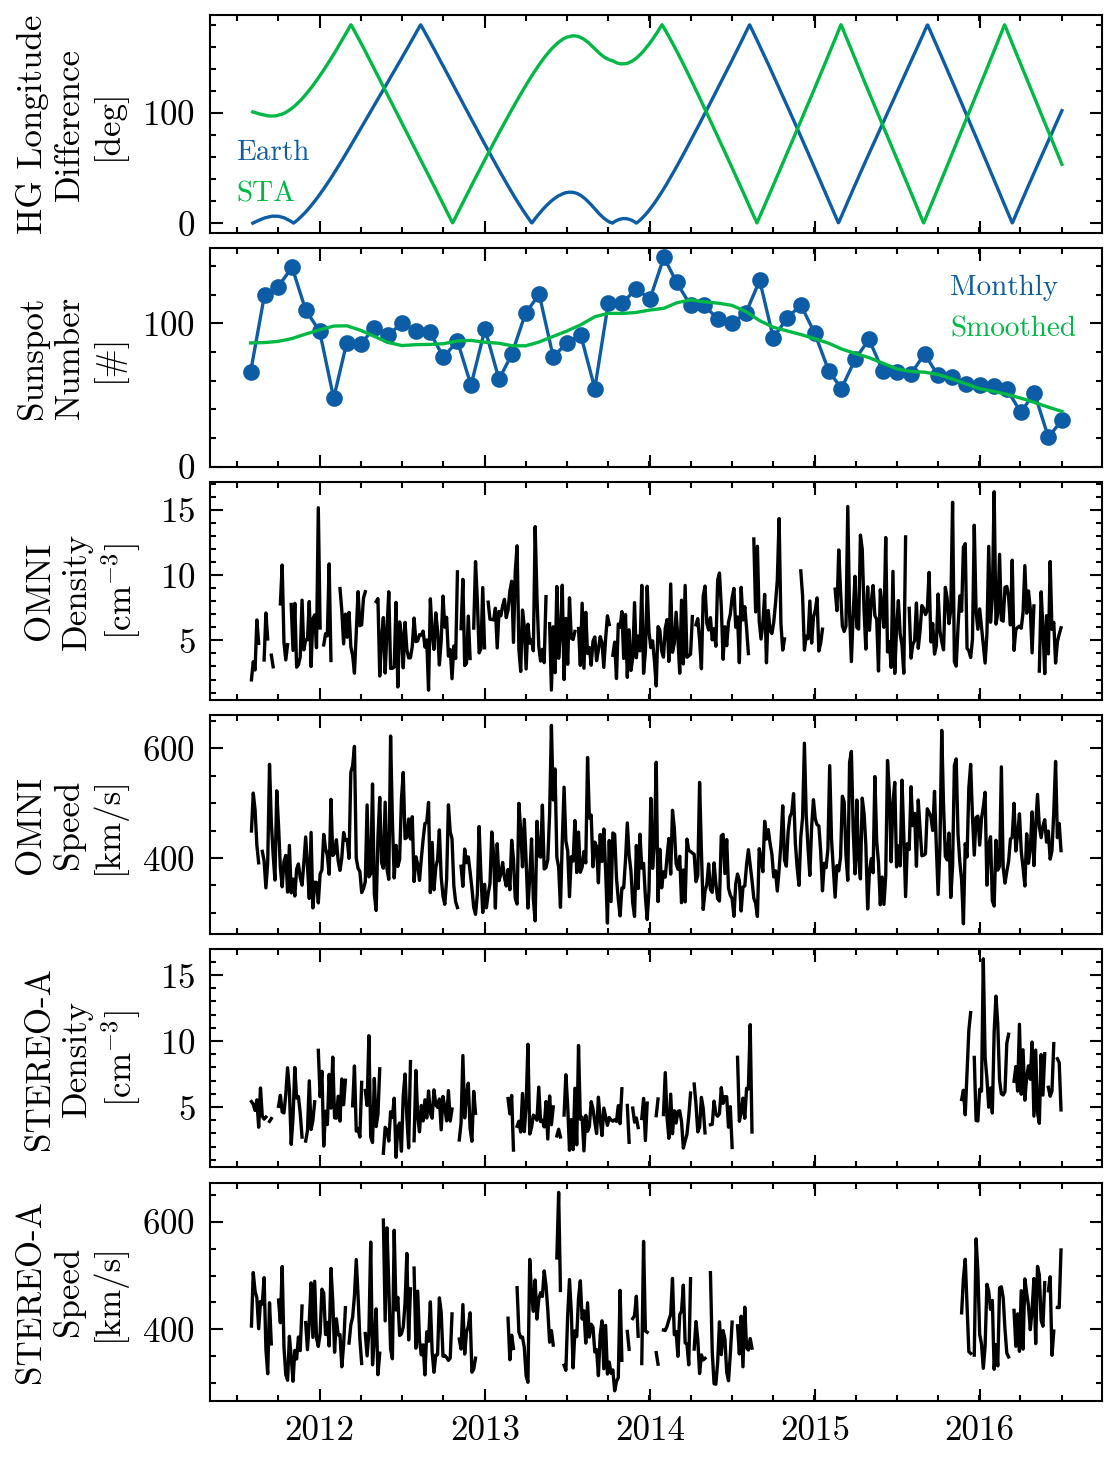 HG Longitude
Difference
[deg]
100
0
Earth
STA
Sunspot
Number
[#]
100
0
Monthly
Smoothed
OMNI
Density
[cm⁻³]
15
10
5
OMNI
Speed
[km/s]
600
400
STEREO-A
Density
[cm⁻³]
15
10
5
STEREO-A
Speed
[km/s]
600
400
2012 2013 2014 2015 2016